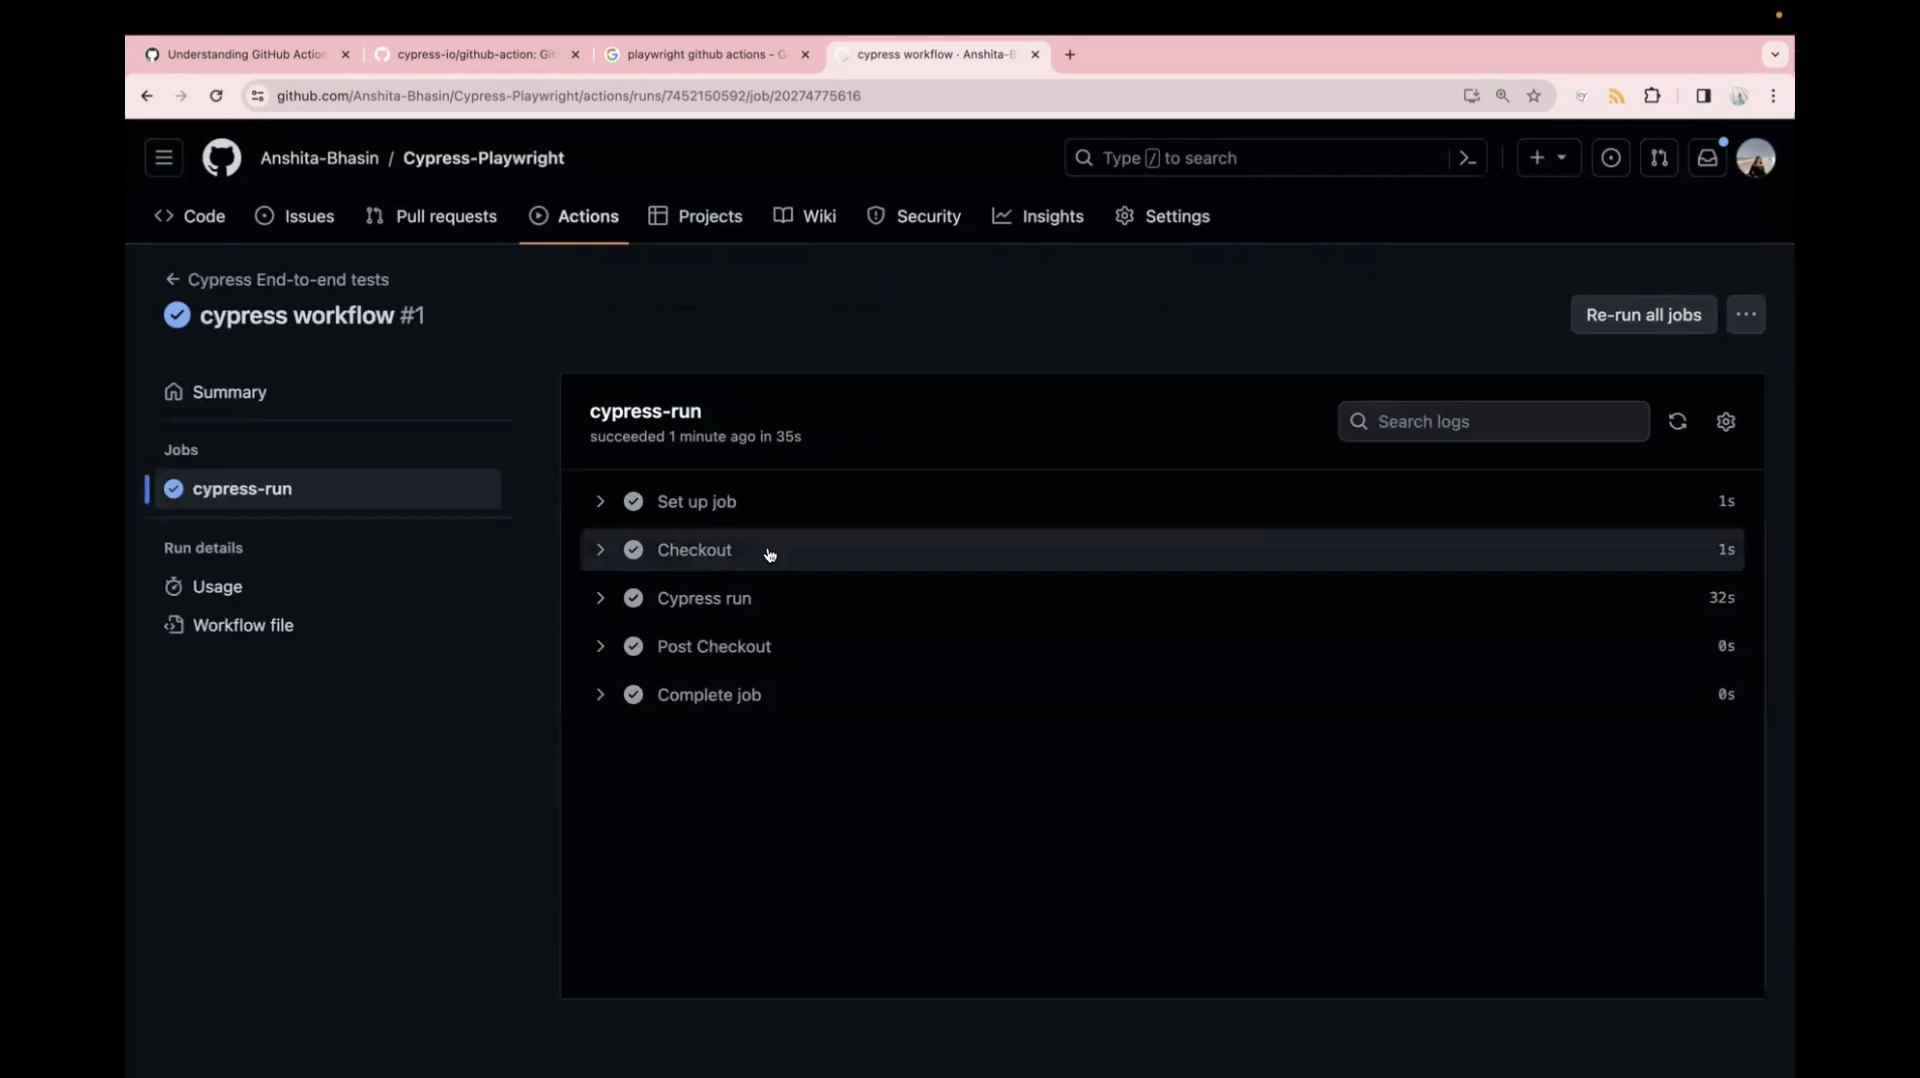 Understanding GitHub Action
cypress-io/github-action: Git
playwright github actions - G
cypress workflow · Anshita-B
github.com/Anshita-Bhasin/Cypress-Playwright/actions/runs/7452150592/job/20274775616
Anshita-Bhasin / Cypress-Playwright
Type / to search
Code
Issues
Pull requests
Actions
Projects
Wiki
Security
Insights
Settings
Cypress End-to-end tests
cypress workflow #1
Re-run all jobs
Summary
Jobs
cypress-run
Run details
Usage
Workflow file
cypress-run
succeeded 1 minute ago in 35s
Search logs
Set up job 1s
Checkout 1s
Cypress run 32s
Post Checkout 0s
Complete job 0s